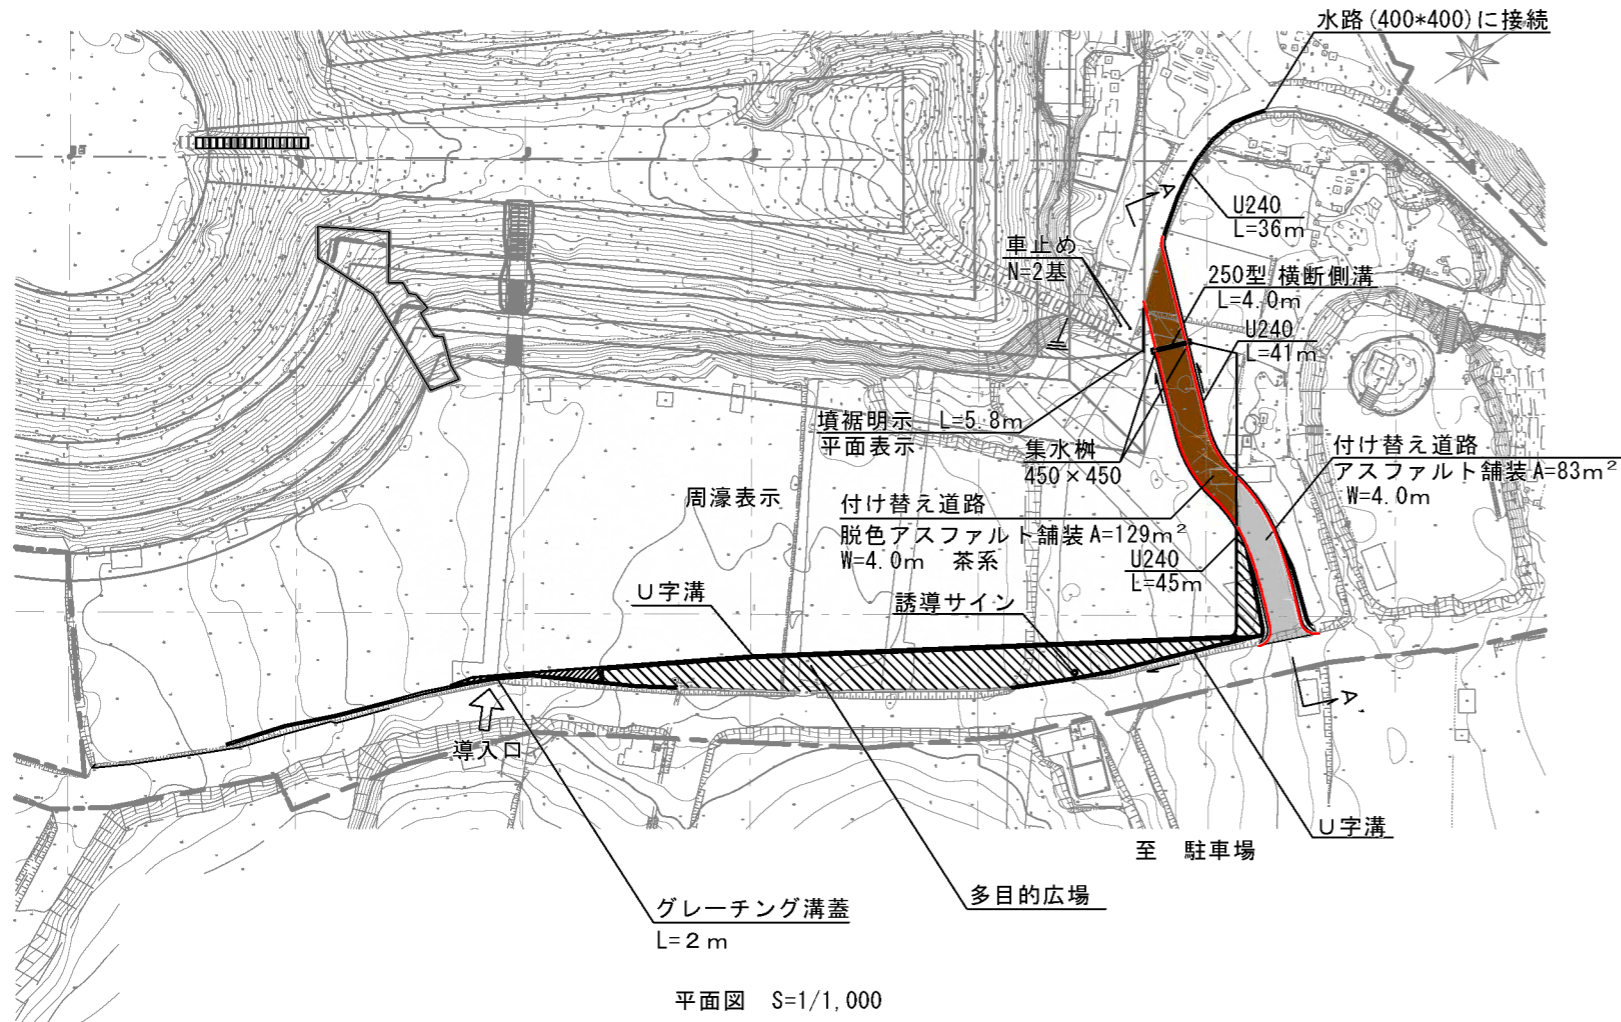 水路(400*400)に接続
A
U240
L=36m
車止め
N=2基
250型 横断側溝
L=4.0m
U240
L=41m
墳裾明示 L=5.8m
平面表示
集水桝
450×450
付け替え道路
アスファルト舗装A=83m²
W=4.0m
周濠表示
付け替え道路
脱色アスファルト舗装A=129m²
W=4.0m 茶系
U240
L=45m
U字溝
誘導サイン
A'
導入口
U字溝
至 駐車場
多目的広場
グレーチング溝蓋
L=2m
平面図 S=1/1,000